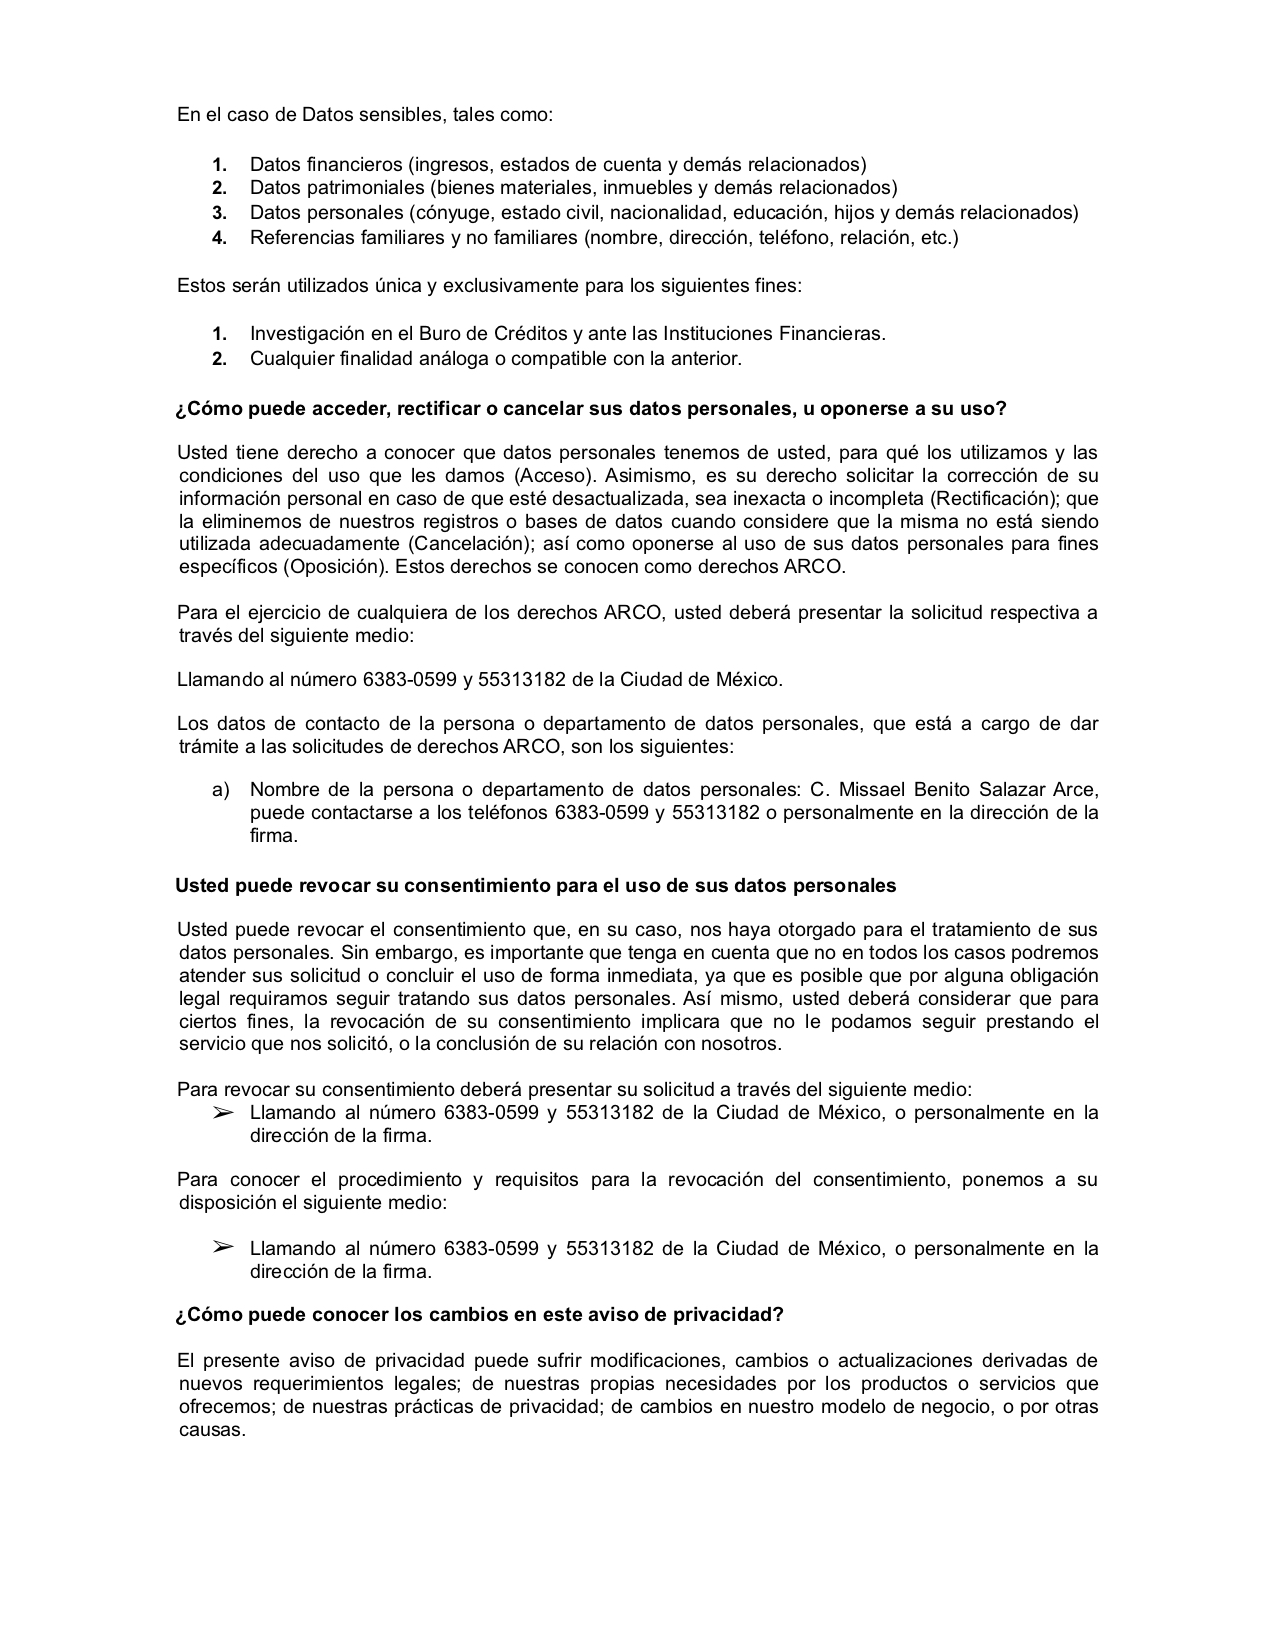 En el caso de Datos sensibles, tales como:
1. Datos financieros (ingresos, estados de cuenta y demás relacionados)
2. Datos patrimoniales (bienes materiales, inmuebles y demás relacionados)
3. Datos personales (cónyuge, estado civil, nacionalidad, educación, hijos y demás relacionados)
4. Referencias familiares y no familiares (nombre, dirección, teléfono, relación, etc.)
Estos serán utilizados única y exclusivamente para los siguientes fines:
1. Investigación en el Buro de Créditos y ante las Instituciones Financieras.
2. Cualquier finalidad análoga o compatible con la anterior.
¿Cómo puede acceder, rectificar o cancelar sus datos personales, u oponerse a su uso?
Usted tiene derecho a conocer que datos personales tenemos de usted, para qué los utilizamos y las
condiciones del uso que les damos (Acceso). Asimismo, es su derecho solicitar la corrección de su
información personal en caso de que esté desactualizada, sea inexacta o incompleta (Rectificación); que
la eliminemos de nuestros registros o bases de datos cuando considere que la misma no está siendo
utilizada adecuadamente (Cancelación); así como oponerse al uso de sus datos personales para fines
específicos (Oposición). Estos derechos se conocen como derechos ARCO.
Para el ejercicio de cualquiera de los derechos ARCO, usted deberá presentar la solicitud respectiva a
través del siguiente medio:
Llamando al número 6383-0599 y 55313182 de la Ciudad de México.
Los datos de contacto de la persona o departamento de datos personales, que está a cargo de dar
trámite a las solicitudes de derechos ARCO, son los siguientes:
a) Nombre de la persona o departamento de datos personales: C. Missael Benito Salazar Arce,
puede contactarse a los teléfonos 6383-0599 y 55313182 o personalmente en la dirección de la
firma.
Usted puede revocar su consentimiento para el uso de sus datos personales
Usted puede revocar el consentimiento que, en su caso, nos haya otorgado para el tratamiento de sus
datos personales. Sin embargo, es importante que tenga en cuenta que no en todos los casos podremos
atender sus solicitud o concluir el uso de forma inmediata, ya que es posible que por alguna obligación
legal requiramos seguir tratando sus datos personales. Así mismo, usted deberá considerar que para
ciertos fines, la revocación de su consentimiento implicara que no le podamos seguir prestando el
servicio que nos solicitó, o la conclusión de su relación con nosotros.
Para revocar su consentimiento deberá presentar su solicitud a través del siguiente medio:
➢ Llamando al número 6383-0599 y 55313182 de la Ciudad de México, o personalmente en la
dirección de la firma.
Para conocer el procedimiento y requisitos para la revocación del consentimiento, ponemos a su
disposición el siguiente medio:
➢ Llamando al número 6383-0599 y 55313182 de la Ciudad de México, o personalmente en la
dirección de la firma.
¿Cómo puede conocer los cambios en este aviso de privacidad?
El presente aviso de privacidad puede sufrir modificaciones, cambios o actualizaciones derivadas de
nuevos requerimientos legales; de nuestras propias necesidades por los productos o servicios que
ofrecemos; de nuestras prácticas de privacidad; de cambios en nuestro modelo de negocio, o por otras
causas.